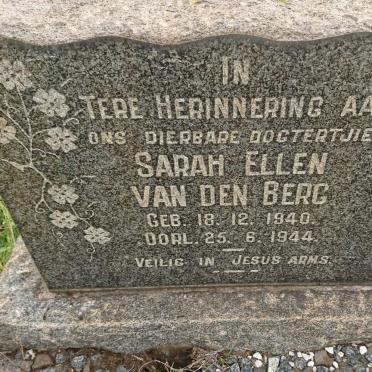 IN
TERE HERINNERING AA
ONS DIERBARE DOGTERTJIE
SARAH ELLEN
VAN DEN BERG
GEB. 18. 12. 1940.
OORL. 25. 6. 1944.
VEILIG IN JESUS ARMS.